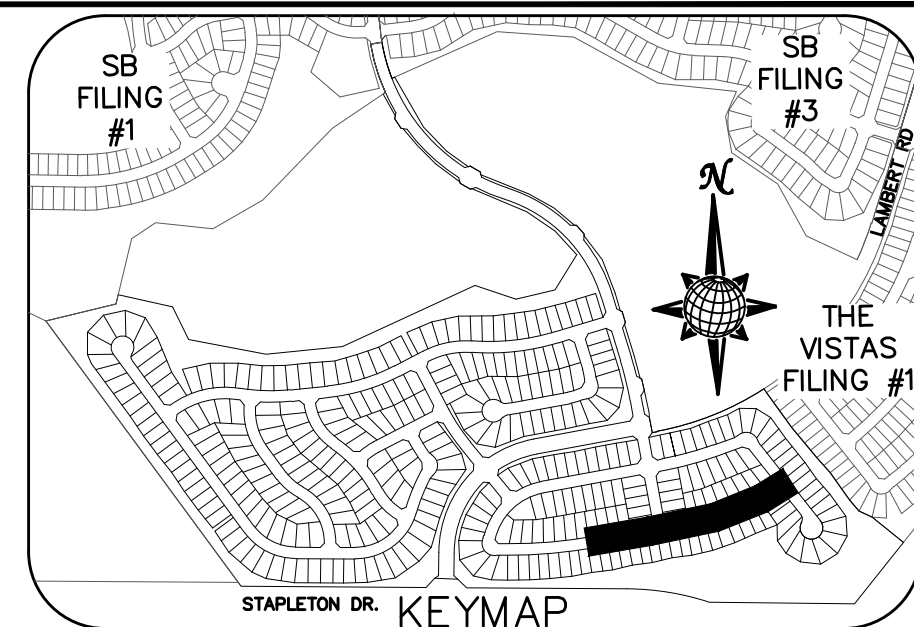 SB
FILING
#1
SB
FILING
#3
LAMBERT RD
N
THE
VISTAS
FILING #1
STAPLETON DR.
KEYMAP